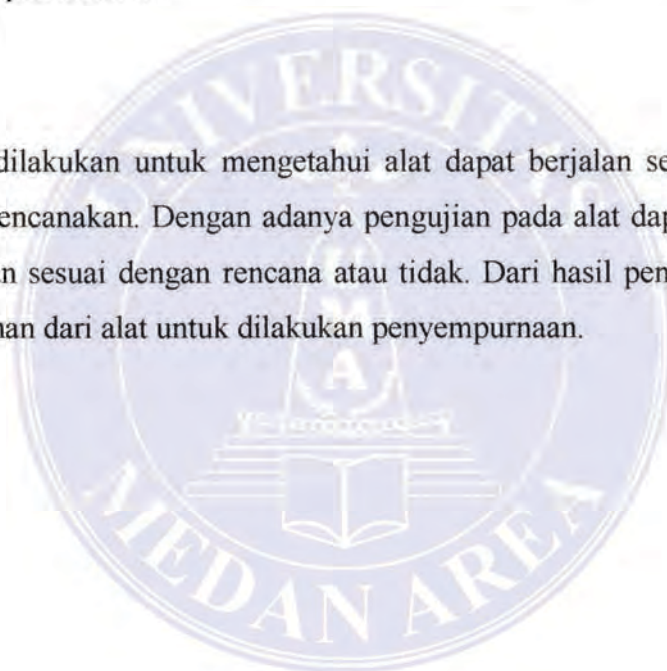 dilakukan untuk mengetahui alat dapat berjalan se
encanakan. Dengan adanya pengujian pada alat dap
n sesuai dengan rencana atau tidak. Dari hasil pen
nan dari alat untuk dilakukan penyempurnaan.
UNIVERSITAS
MEDAN AREA